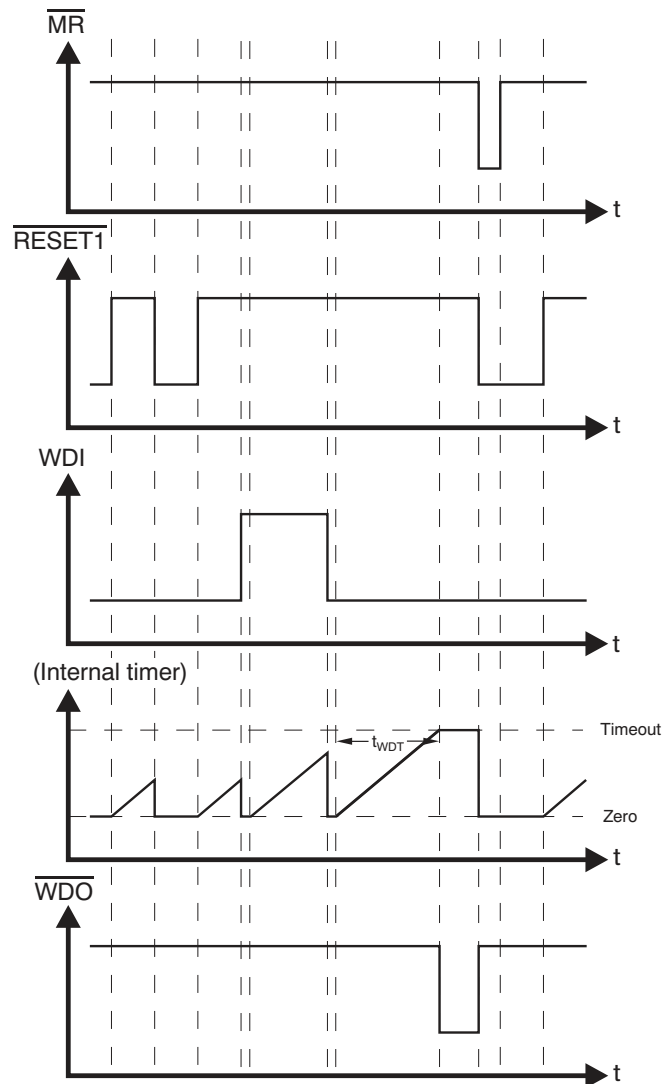 MR
t
RESET1
t
WDI
t
(Internal timer)
Timeout
tWDT
Zero
t
WDO
t